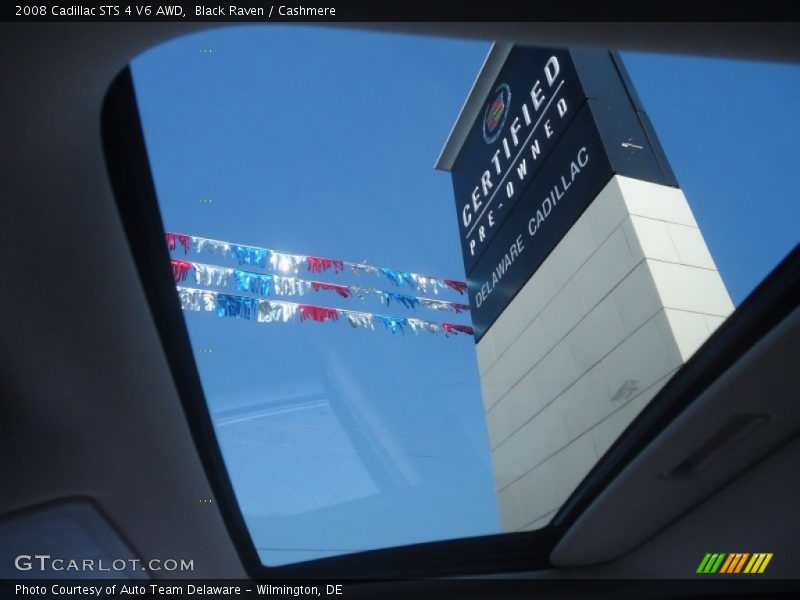 2008 Cadillac STS 4 V6 AWD, Black Raven / Cashmere
CERTIFIED
PRE-OWNED
DELAWARE CADILLAC
GTCARLOT.COM
Photo Courtesy of Auto Team Delaware - Wilmington, DE